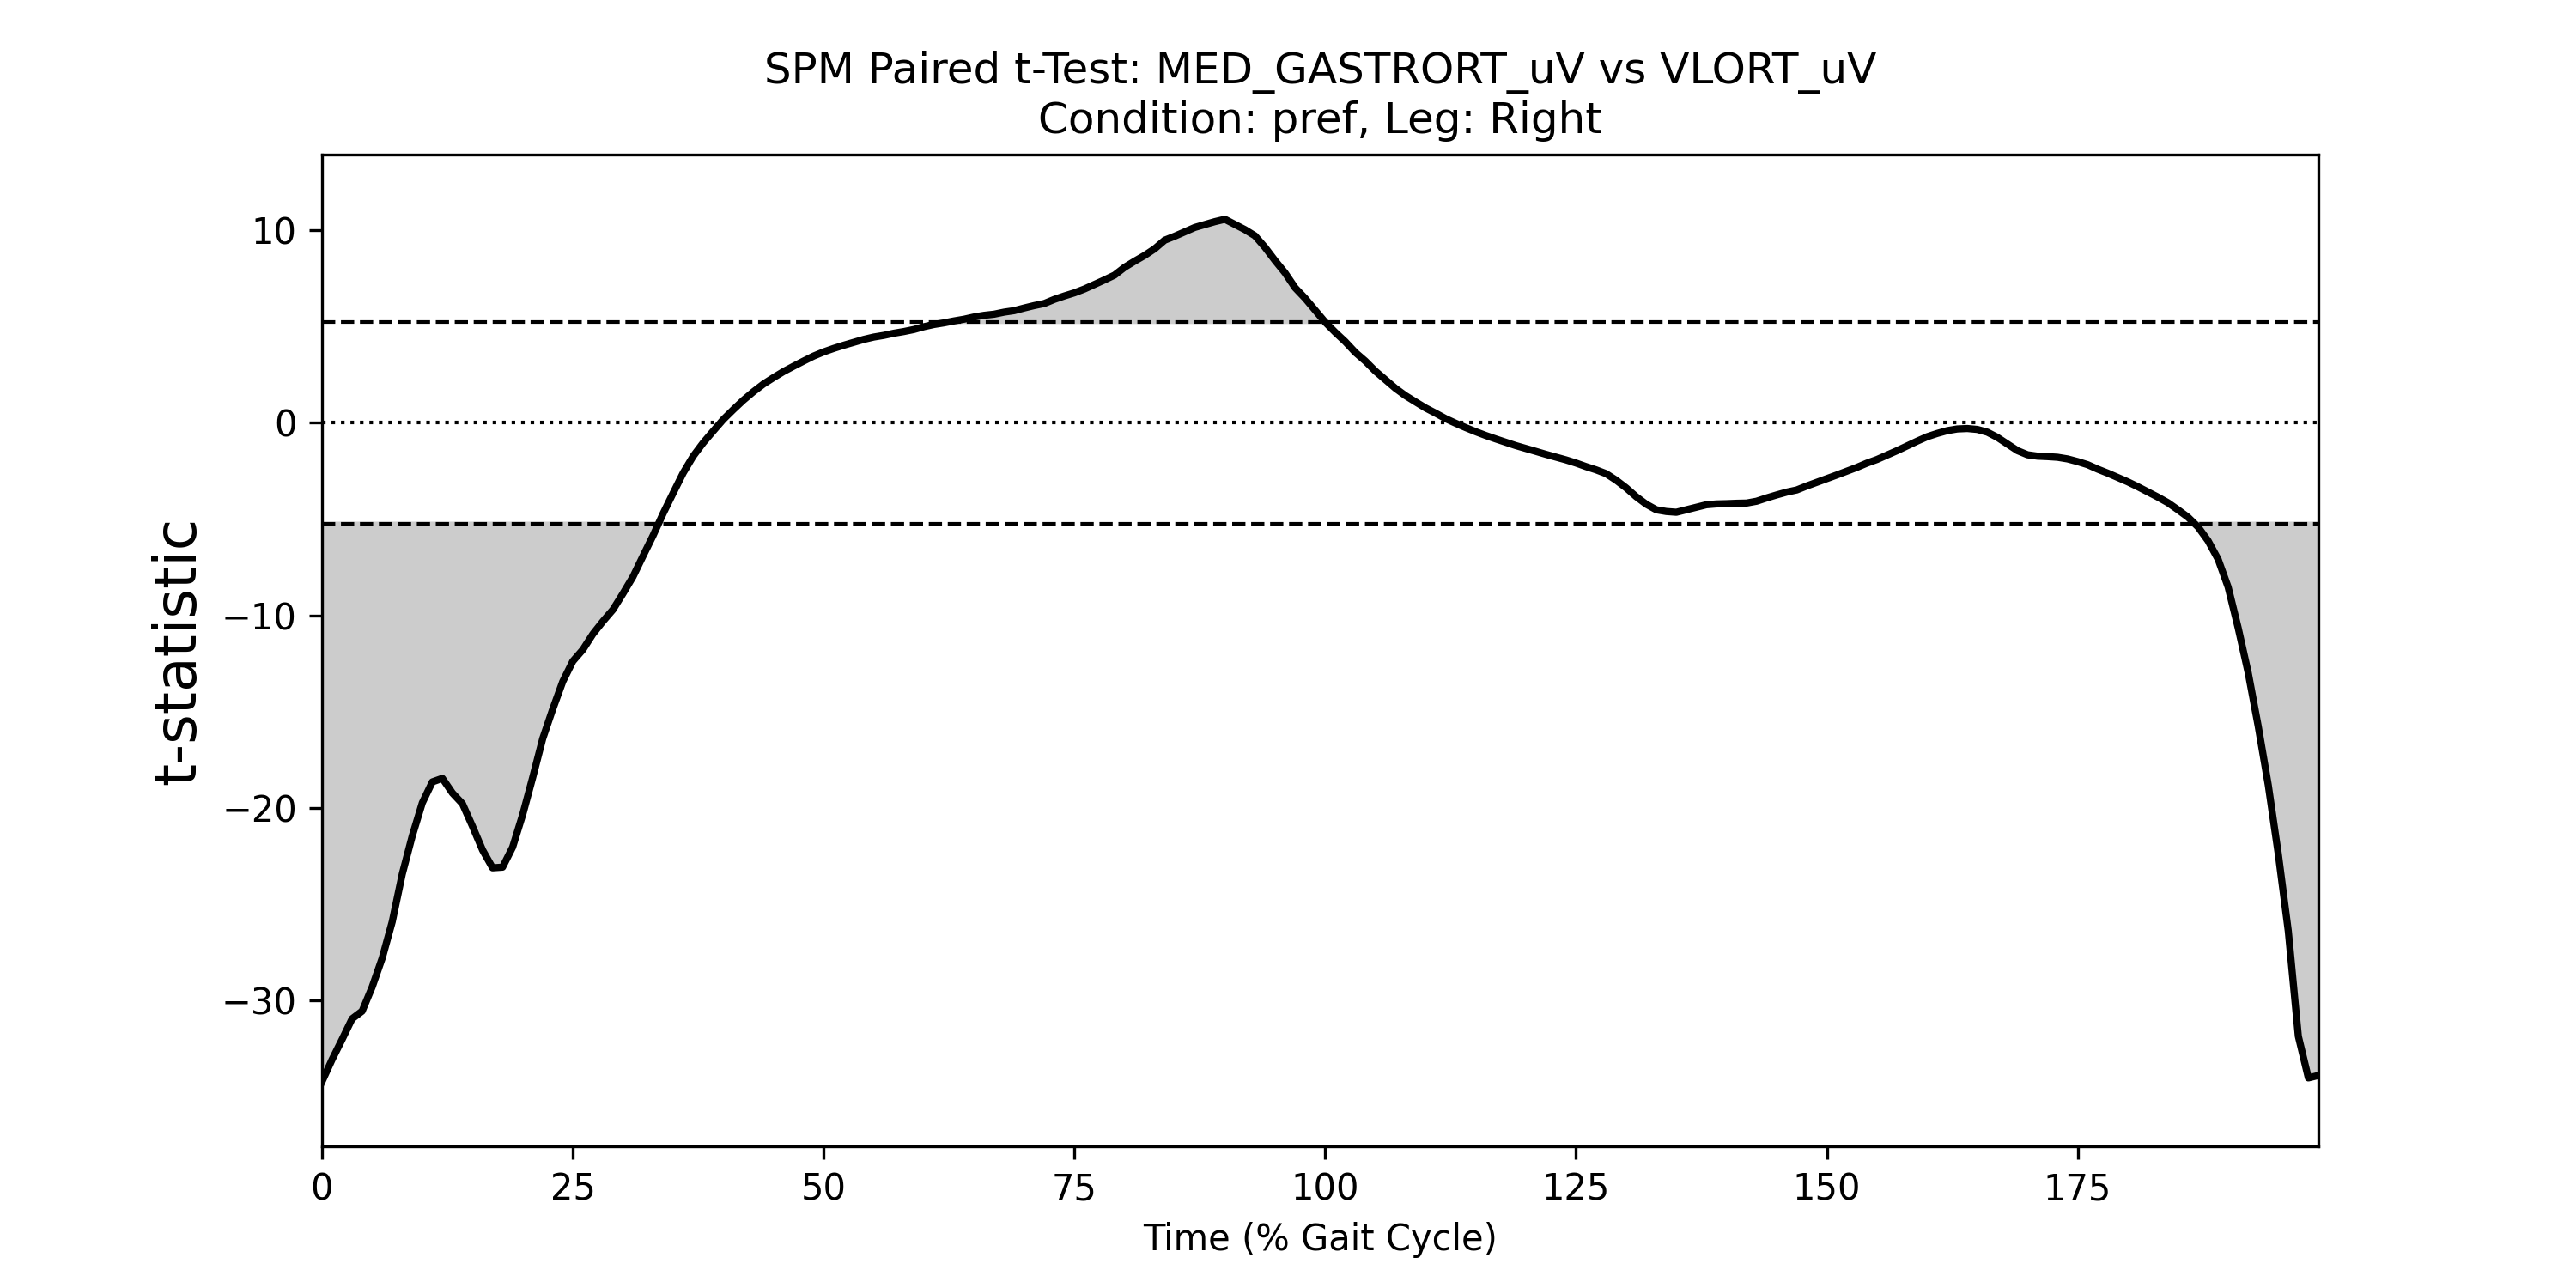 SPM Paired t-Test: MED_GASTRORT_uV vs VLORT_uV
Condition: pref, Leg: Right
t-statistic
10
0
−10
−20
−30
0 25 50 75 100 125 150 175
Time (% Gait Cycle)